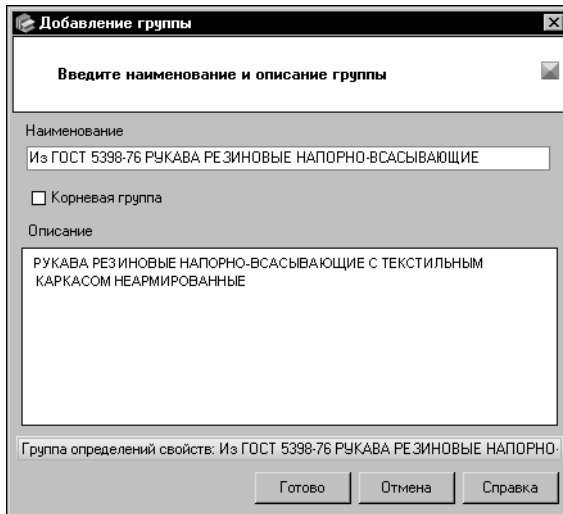 Добавление группы
Введите наименование и описание группы
Наименование
Из ГОСТ 5398-76 РУКАВА РЕЗИНОВЫЕ НАПОРНО-ВСАСЫВАЮЩИЕ
Корневая группа
Описание
РУКАВА РЕЗИНОВЫЕ НАПОРНО-ВСАСЫВАЮЩИЕ С ТЕКСТИЛЬНЫМ
КАРКАСОМ НЕАРМИРОВАННЫЕ
Группа определений свойств: Из ГОСТ 5398-76 РУКАВА РЕЗИНОВЫЕ НАПОРНО-
Готово Отмена Справка